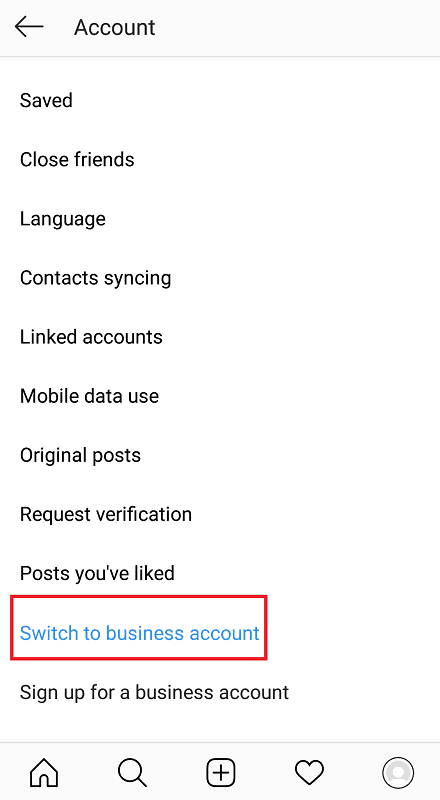 Account
Saved
Close friends
Language
Contacts syncing
Linked accounts
Mobile data use
Original posts
Request verification
Posts you've liked
Switch to business account
Sign up for a business account